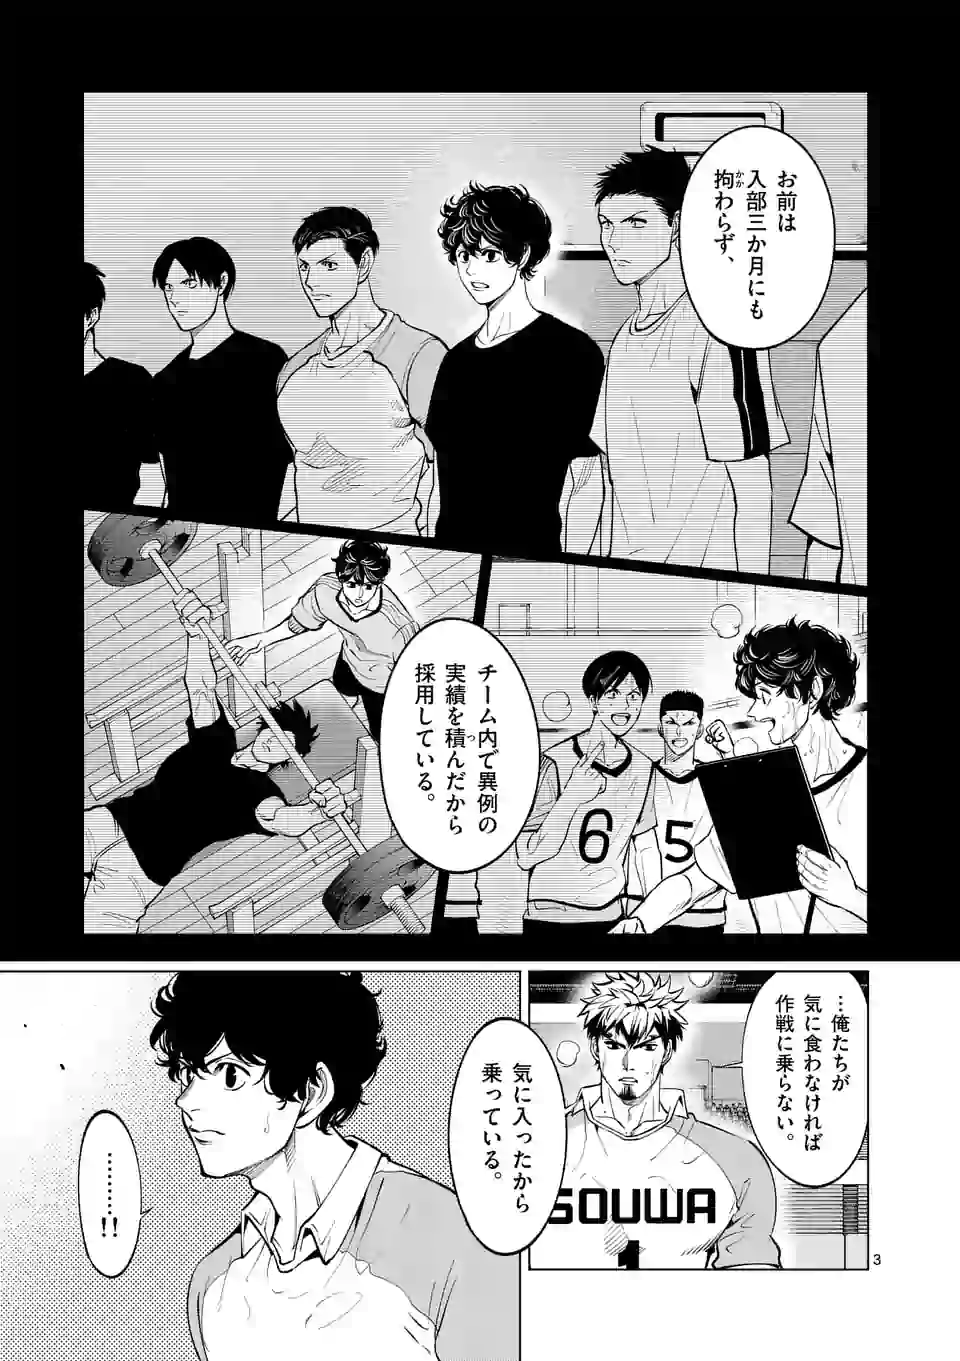 お前は
入部三か月にも
拘わらず、
かか
チーム内で異例の
実績を積んだから
つ
採用している。
6
5
…俺たちが
気に食わなければ
作戦に乗らない。
気に入ったから
乗っている。
SOUWA
1
………!!
3